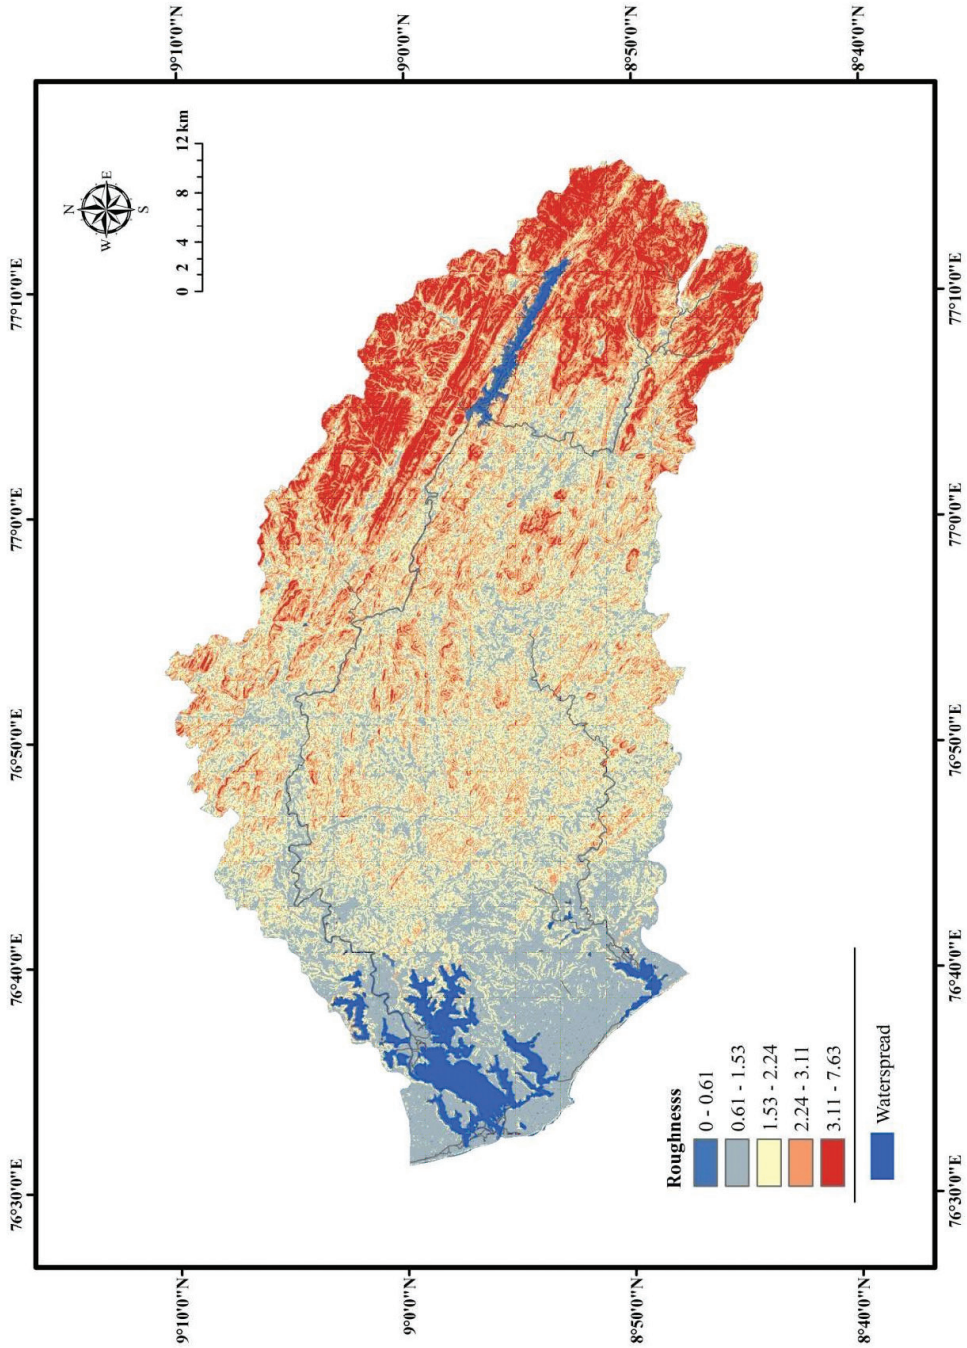 76°30'0"E
76°40'0"E
76°50'0"E
77°0'0"E
77°10'0"E
9°10'0"N
9°10'0"N
N
W
E
S
0 2 4 8 12 km
9°0'0"N
9°0'0"N
8°50'0"N
8°50'0"N
Roughnesss
0 - 0.61
0.61 - 1.53
1.53 - 2.24
2.24 - 3.11
3.11 - 7.63
Waterspread
8°40'0"N
8°40'0"N
76°30'0"E
76°40'0"E
76°50'0"E
77°0'0"E
77°10'0"E